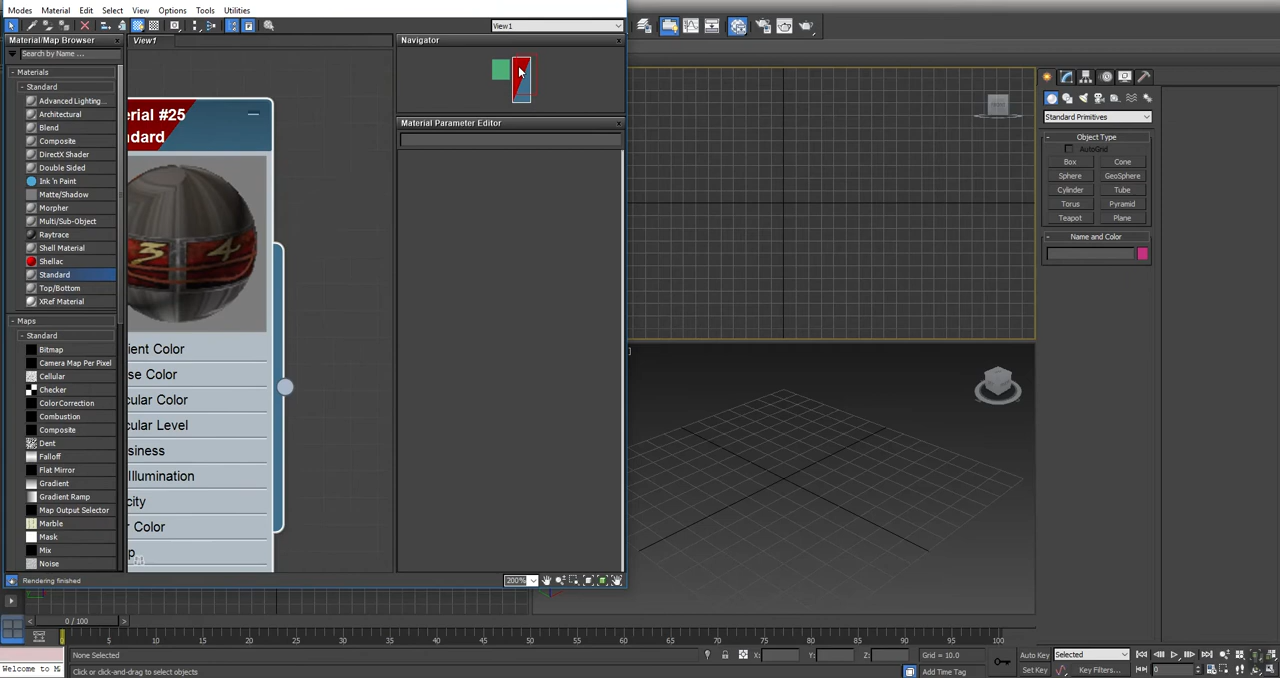 Modes Material Edit Select View Options Tools Utilities
View1
Material/Map Browser
View1
Navigator
Search by Name ...
- Materials
- Standard
Advanced Lighting...
Architectural
Blend
Composite
DirectX Shader
Double Sided
Ink 'n Paint
Matte/Shadow
Morpher
Multi/Sub-Object
Raytrace
Shell Material
Shellac
Standard
Top/Bottom
XRef Material
- Maps
- Standard
Bitmap
Camera Map Per Pixel
Cellular
Checker
ColorCorrection
Combustion
Composite
Dent
Falloff
Flat Mirror
Gradient
Gradient Ramp
Map Output Selector
Marble
Mask
Mix
Noise
erial #25
ndard
3 4
ient Color
se Color
cular Color
cular Level
siness
Illumination
city
r Color
p
Material Parameter Editor
Rendering finished
200%
FRONT
]
Standard Primitives
- Object Type
AutoGrid
Box Cone
Sphere GeoSphere
Cylinder Tube
Torus Pyramid
Teapot Plane
- Name and Color
< 0 / 100 >
0 5 10 15 20 25 30 35 40 45 50 55 60 65 70 75 80 85 90 95 100
None Selected
X: Y: Z: Grid = 10.0
Auto Key Selected
Welcome to M
Click or click-and-drag to select objects
Add Time Tag
Set Key Key Filters...
0